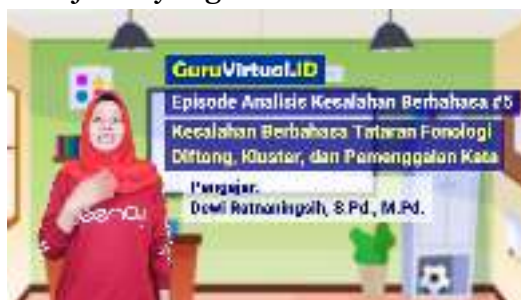 GuruVirtual.ID
Episode Analisis Kesalahan Berbahasa #5
Kesalahan Berbahasa Tataran Fonologi
Diftong, Kluster, dan Pemenggalan Kata
Pengajar.
Dewi Ratnaningsih, S.Pd., M.Pd.